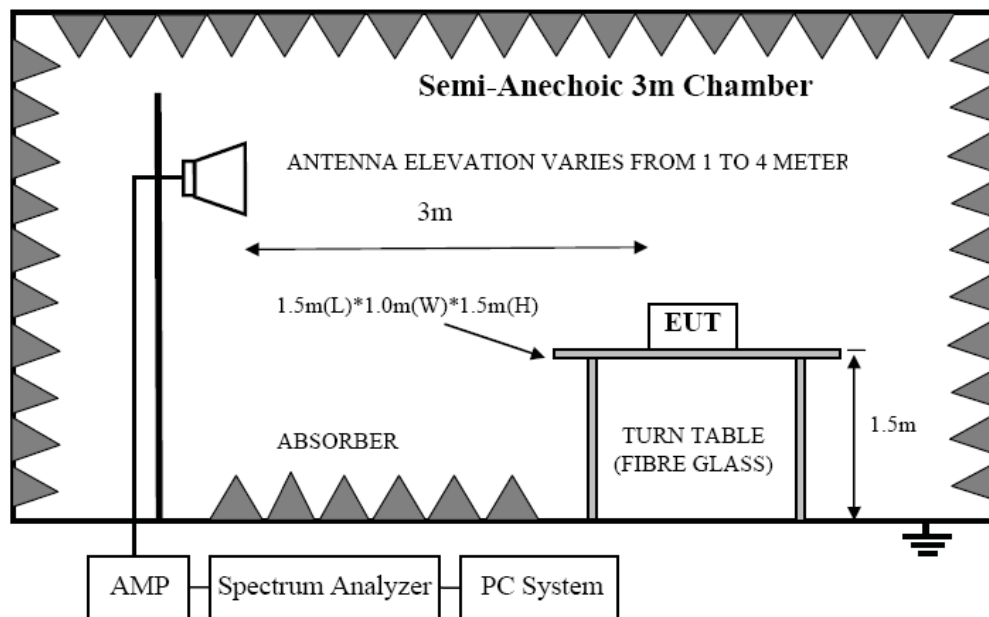 Semi-Anechoic 3m Chamber
ANTENNA ELEVATION VARIES FROM 1 TO 4 METER
3m
1.5m(L)*1.0m(W)*1.5m(H)
EUT
1.5m
ABSORBER
TURN TABLE
(FIBRE GLASS)
AMP
Spectrum Analyzer
PC System